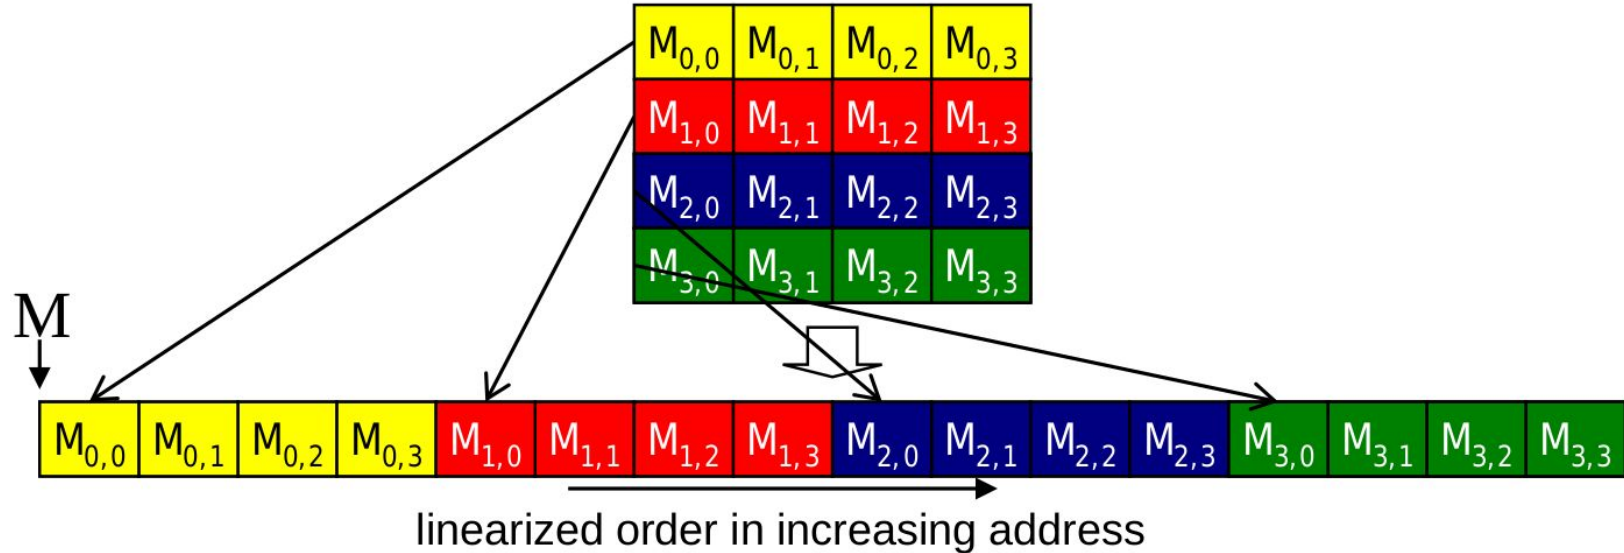 M0,0 M0,1 M0,2 M0,3
M1,0 M1,1 M1,2 M1,3
M2,0 M2,1 M2,2 M2,3
M3,0 M3,1 M3,2 M3,3
M
M0,0 M0,1 M0,2 M0,3 M1,0 M1,1 M1,2 M1,3 M2,0 M2,1 M2,2 M2,3 M3,0 M3,1 M3,2 M3,3
linearized order in increasing address